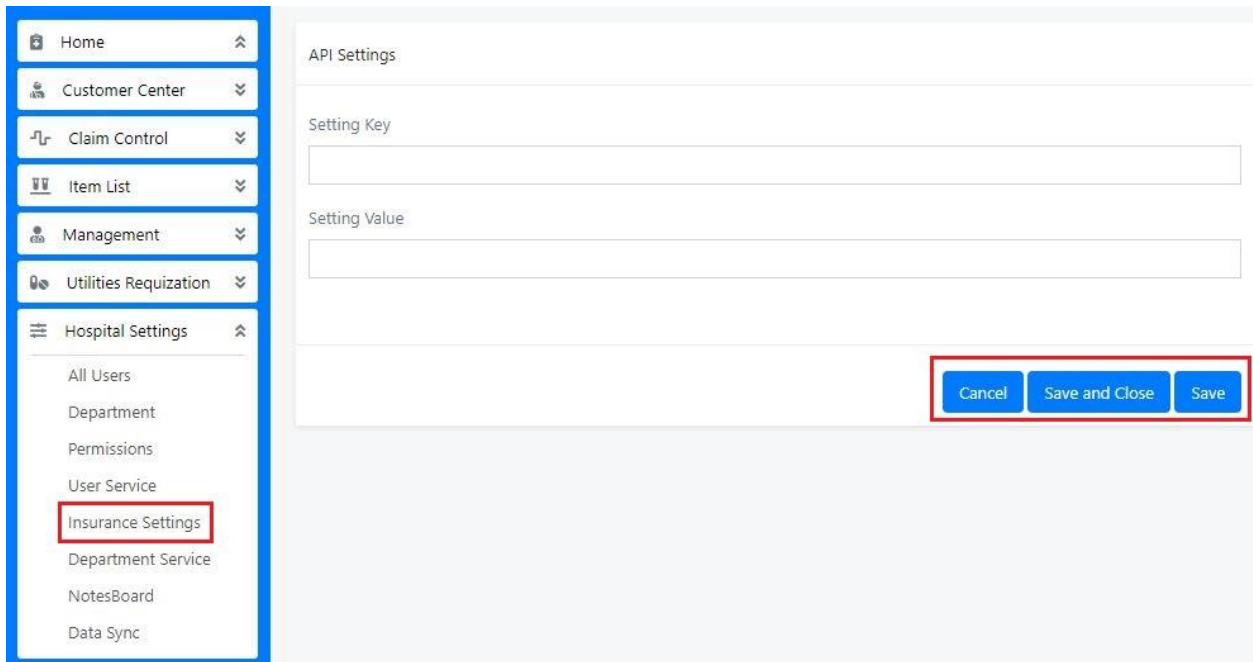 Home
Customer Center
Claim Control
Item List
Management
Utilities Requization
Hospital Settings
All Users
Department
Permissions
User Service
Insurance Settings
Department Service
NotesBoard
Data Sync
API Settings
Setting Key
Setting Value
Cancel Save and Close Save